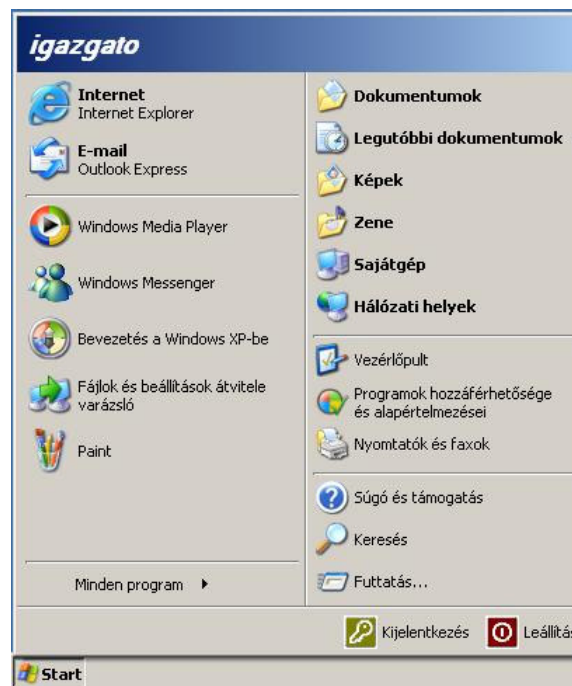 igazgato
Internet
Internet Explorer
E-mail
Outlook Express
Windows Media Player
Windows Messenger
Bevezetés a Windows XP-be
Fájlok és beállítások átvitele
varázsló
Paint
Minden program
Dokumentumok
Legutóbbi dokumentumok
Képek
Zene
Sajátgép
Hálózati helyek
Vezérlőpult
Programok hozzáférhetősége
és alapértelmezései
Nyomtatók és faxok
Súgó és támogatás
Keresés
Futtatás...
Kijelentkezés
Leállítás
Start